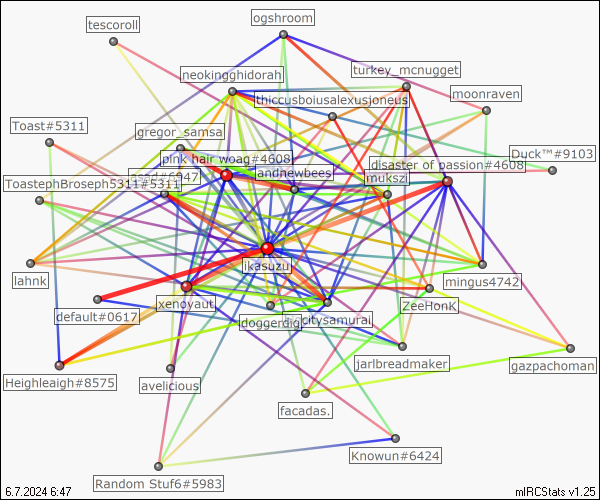 tescoroll
ogshroom
neokingghidorah
turkey_mcnugget
moonraven
thiccusboiusalexusjoneus
Toast#5311
gregor_samsa
pink hair woag#4608
disaster of passion#4608
Duck™#9103
andnewbees
mukszi
ToastephBroseph5311#5311
ikasuzu
lahnk
mingus4742
xenoyaut
default#0617
doggerdig
citysamurai
ZeeHonk
Heighleaigh#8575
avelicious
jarlbreadmaker
gazpachoman
facadas.
Knowun#6424
Random Stuf6#5983
6.7.2024 6:47
mIRCStats v1.25